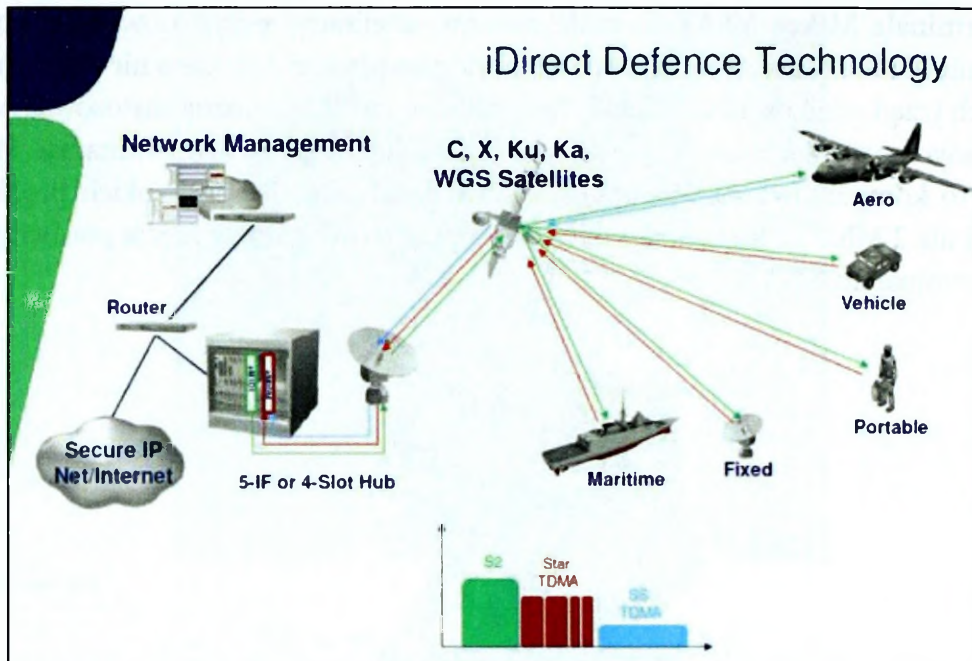 iDirect Defence Technology
Network Management
C, X, Ku, Ka,
WGS Satellites
Aero
Router
Vehicle
Portable
Secure IP
Net/Internet
5-IF or 4-Slot Hub
Maritime
Fixed
S2
Star
TDMA
SS
TDMA